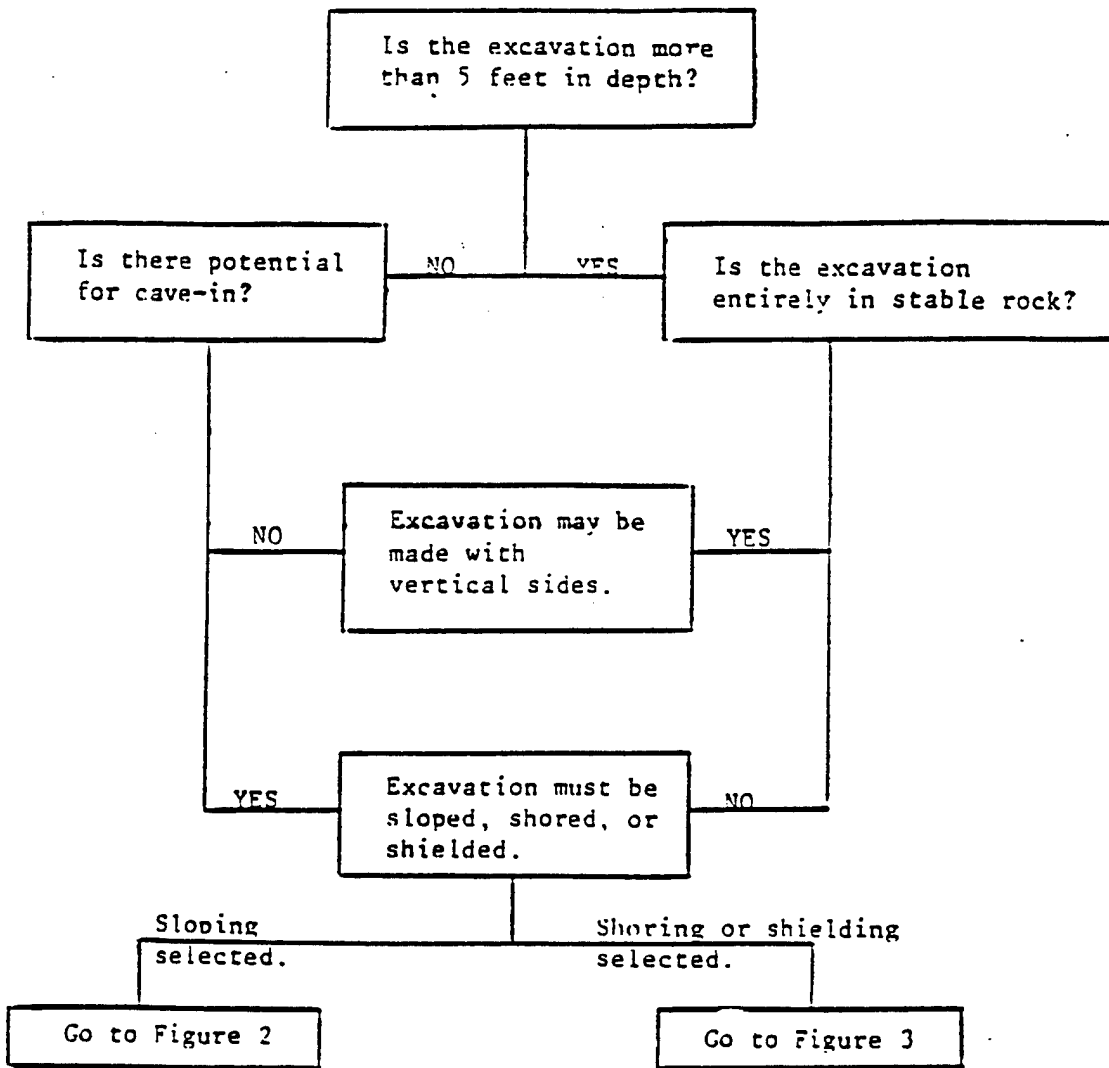 Is the excavation more
than 5 feet in depth?
NO
YES
Is there potential
for cave-in?
Is the excavation
entirely in stable rock?
NO
Excavation may be
made with
vertical sides.
YES
YES
Excavation must be
sloped, shored, or
shielded.
NO
Sloping
selected.
Shoring or shielding
selected.
Go to Figure 2
Go to Figure 3